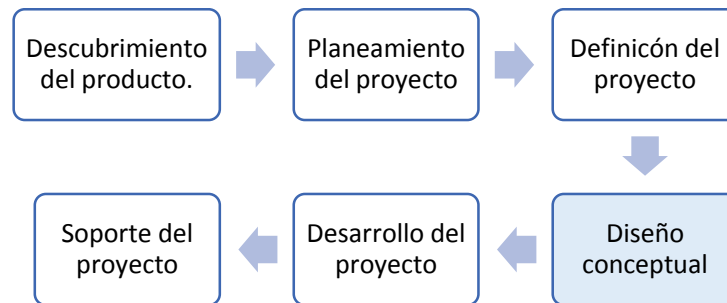 Descubrimiento
del producto.
Planeamiento
del proyecto
Definicón del
proyecto
Diseño
conceptual
Desarrollo del
proyecto
Soporte del
proyecto